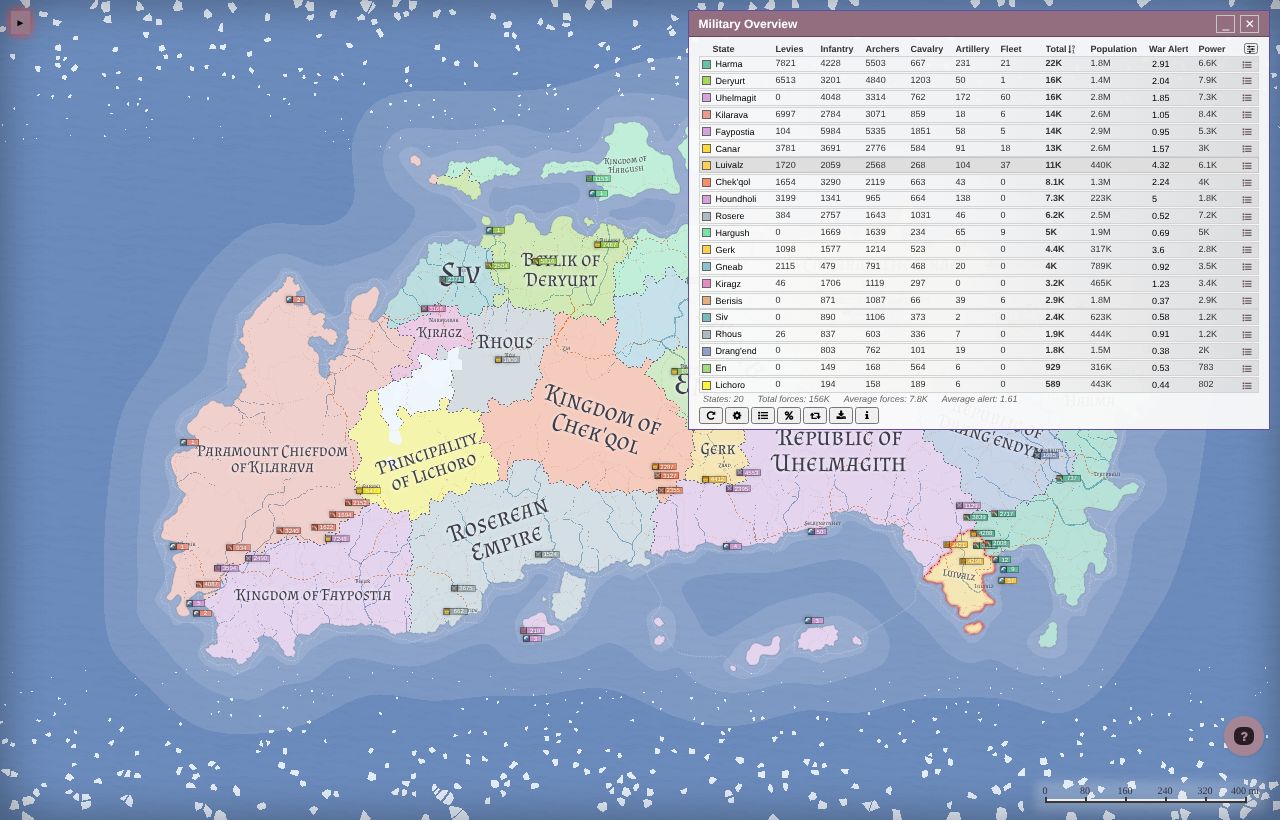 Military Overview
State Levies Infantry Archers Cavalry Artillery Fleet Total Population War Alert Power
Harma 7821 4228 5503 667 231 21 22K 1.8M 2.91 6.6K
Deryurt 6513 3201 4840 1203 50 1 16K 1.4M 2.04 7.9K
Uhelmagit 0 4048 3314 762 172 60 16K 2.8M 1.85 7.3K
Kilarava 6997 2784 3071 859 18 6 14K 2.6M 1.05 8.4K
Faypostia 104 5984 5335 1851 58 5 14K 2.9M 0.95 5.3K
Canar 3781 3691 2776 584 91 18 13K 2.6M 1.57 3K
Luivalz 1720 2059 2568 268 104 37 11K 440K 4.32 6.1K
Chek'qol 1654 3290 2119 663 43 0 8.1K 1.3M 2.24 4K
Houndholi 3199 1341 965 664 138 0 7.3K 223K 5 1.8K
Rosere 384 2757 1643 1031 46 0 6.2K 2.5M 0.52 7.2K
Hargush 0 1669 1639 234 65 9 5K 1.9M 0.69 5K
Gerk 1098 1577 1214 523 0 0 4.4K 317K 3.6 2.8K
Gneab 2115 479 791 468 20 0 4K 789K 0.92 3.5K
Kiragz 46 1706 1119 297 0 0 3.2K 465K 1.23 3.4K
Berisis 0 871 1087 66 39 6 2.9K 1.8M 0.37 2.9K
Siv 0 890 1106 373 2 0 2.4K 623K 0.58 1.2K
Rhous 26 837 603 336 7 0 1.9K 444K 0.91 1.2K
Drang'end 0 803 762 101 19 0 1.8K 1.5M 0.38 2K
En 0 149 168 564 6 0 929 316K 0.53 783
Lichoro 0 194 158 189 6 0 589 443K 0.44 802
States: 20 Total forces: 156K Average forces: 7.8K Average alert: 1.61
Kingdom of
Hargush
Siv
Beylik of
Deryurt
Kiragz
Rhous
Kingdom of
Chek'qol
Paramount Chiefdom
of Kilarava
Principality
of Lichoro
Gerk
Republic of
Uhelmagith
Roserean
Empire
Kingdom of Faypostia
Luivalz
0 80 160 240 320 400 mi